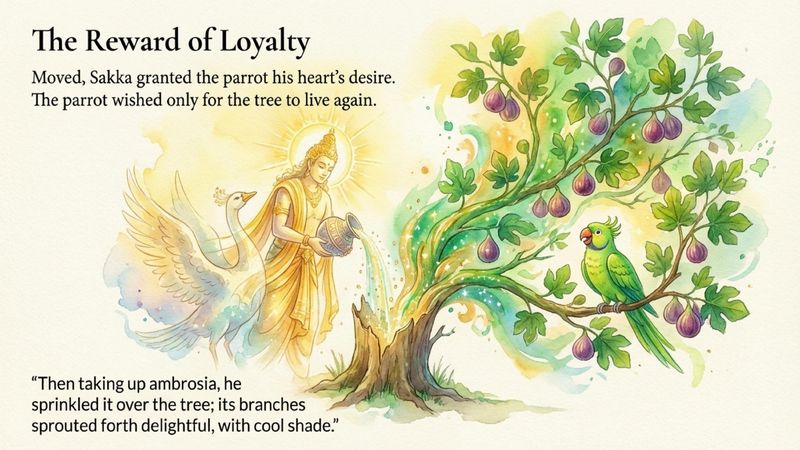 The Reward of Loyalty
Moved, Sakka granted the parrot his heart's desire.
The parrot wished only for the tree to live again.
“Then taking up ambrosia, he
sprinkled it over the tree; its branches
sprouted forth delightful, with cool shade.”